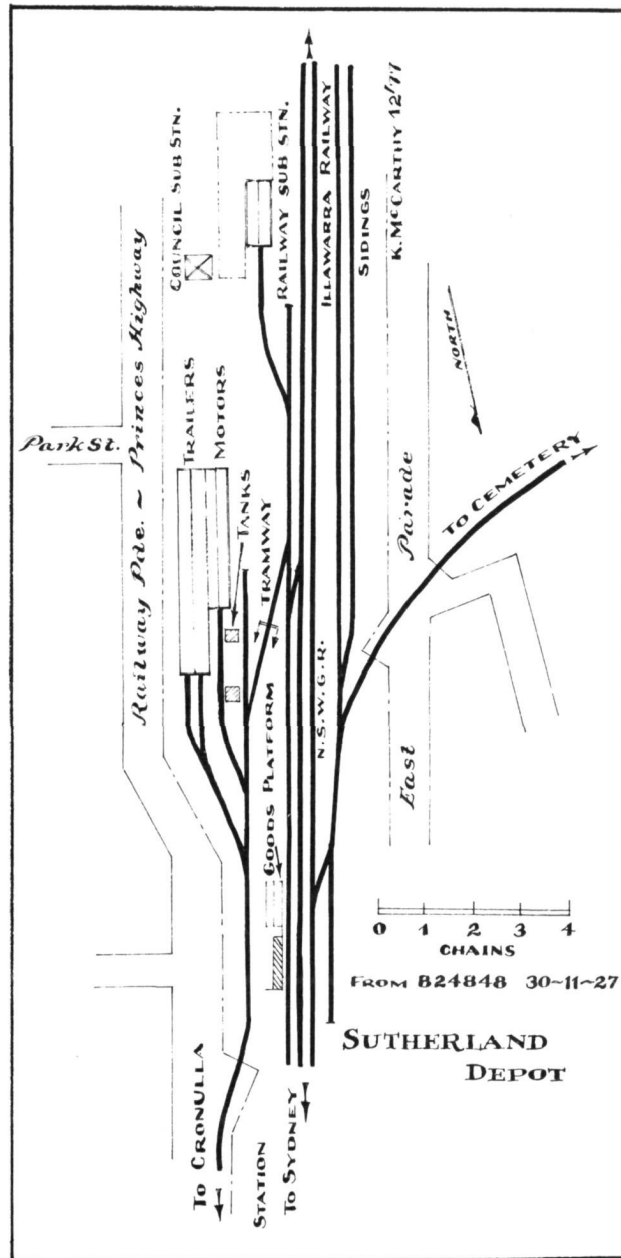 COUNCIL SUB STN.
RAILWAY SUB STN.
ILLAWARRA RAILWAY
SIDINGS
K. McCARTHY 12/77
Railway Pde. ~ Princes Highway
Park St.
TRAILERS
MOTORS
TANKS
TRAMWAY
NORTH
TO CEMETERY
Parade
East
N.S.W.G.R.
GOODS PLATFORM
0 1 2 3 4
CHAINS
FROM B24848 30~11~27
SUTHERLAND
DEPOT
TO CRONULLA
STATION
TO SYDNEY